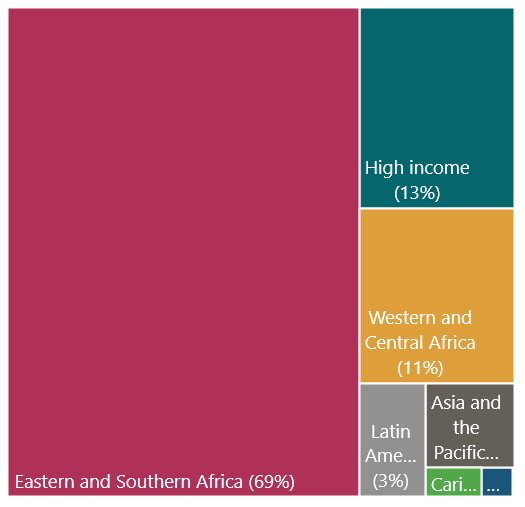 Eastern and Southern Africa (69%)
High income
(13%)
Western and
Central Africa
(11%)
Latin
Ame...
(3%)
Asia and
the
Pacific...
Cari...
...